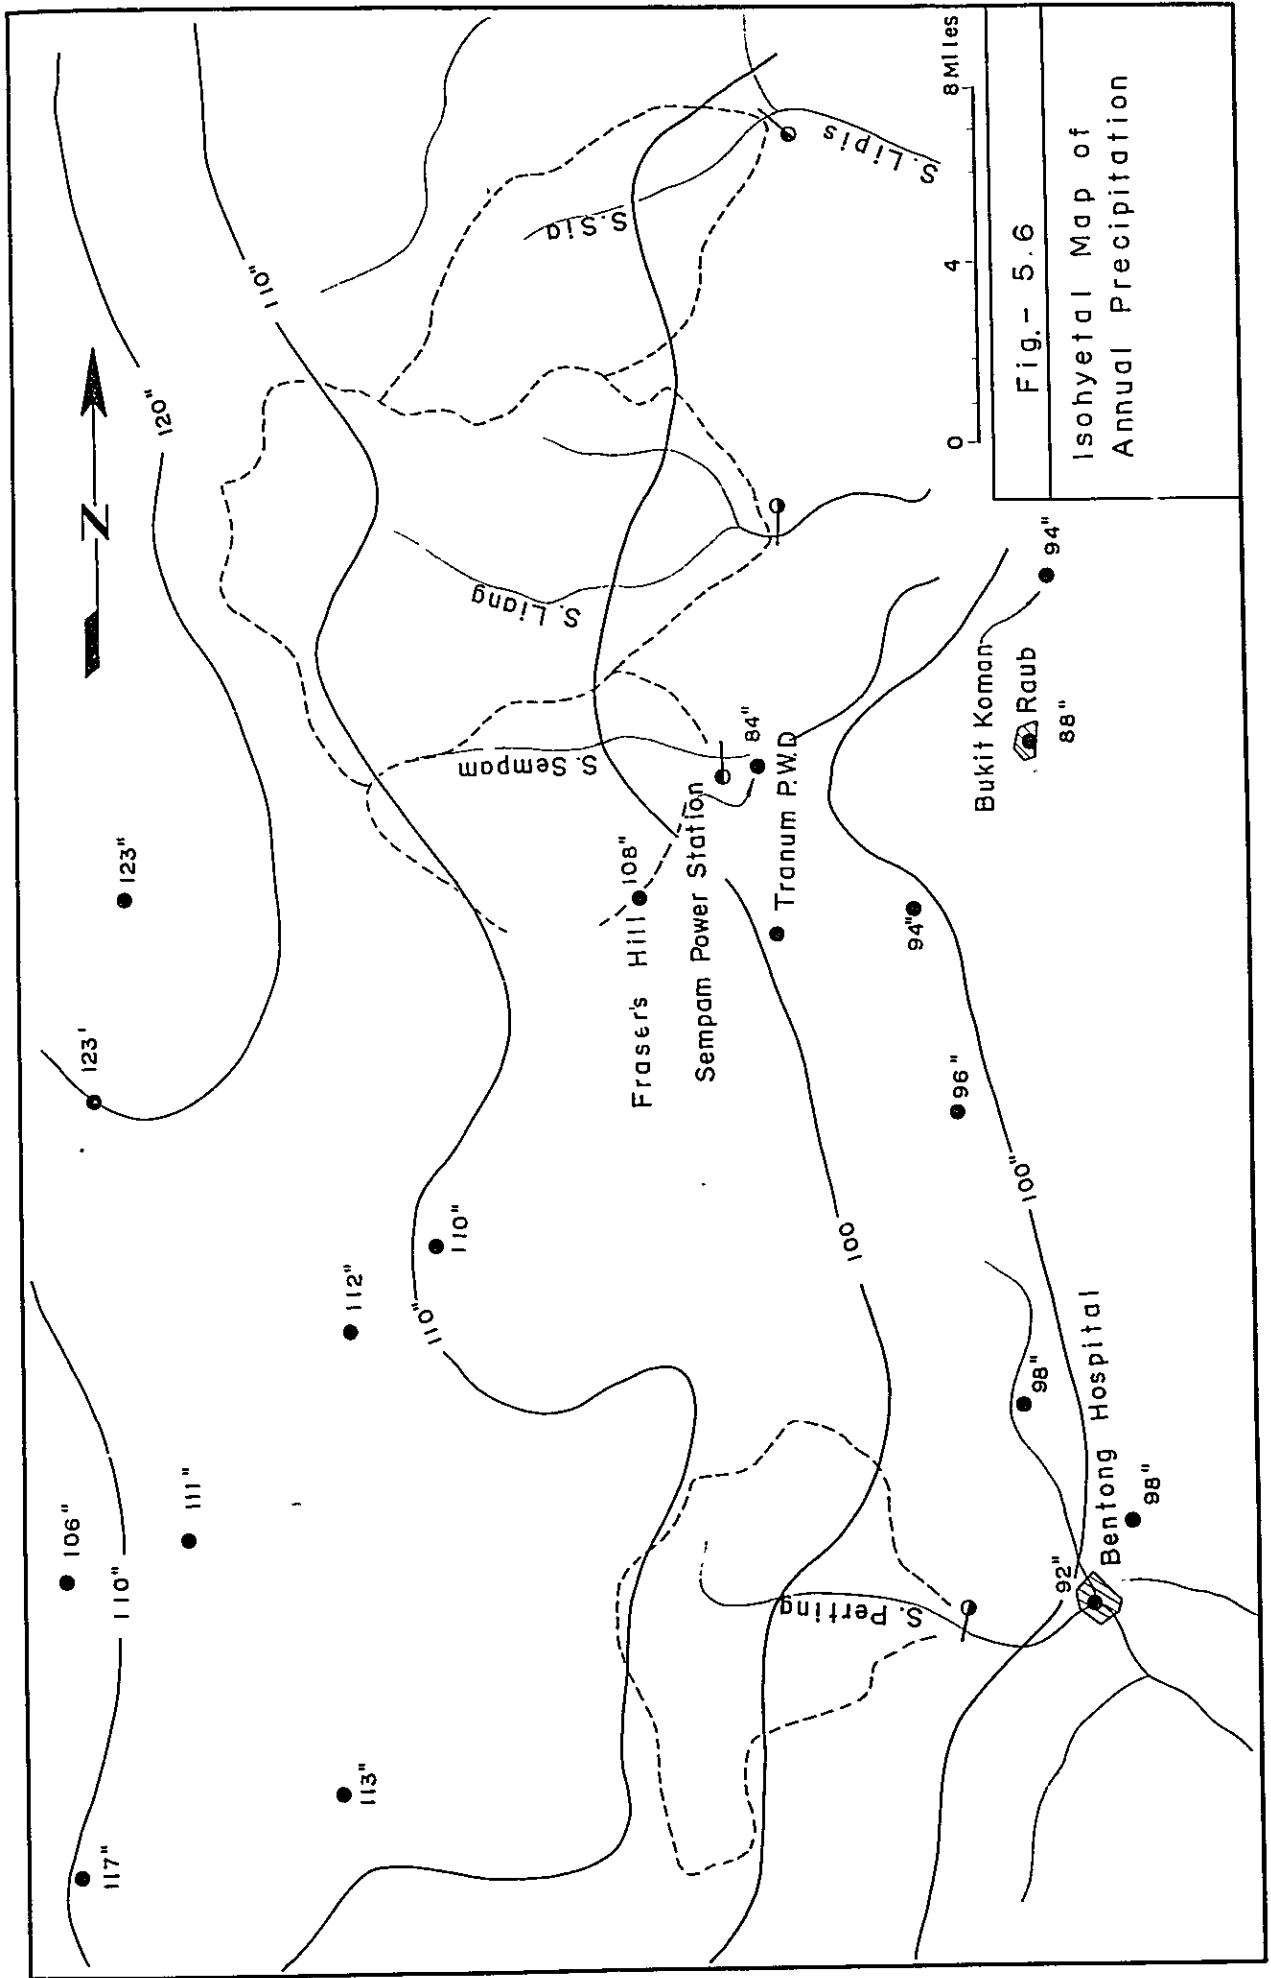 120"
110"
N
123"
123'
110"
112"
110"
111"
106"
110"
117"
113"
S. Sia
S. Lipis
S. Liang
S. Sempam
84"
Fraser's Hill 108"
Sempam Power Station
Tranum P.W.D
Bukit Koman
94"
Raub
88"
94"
96"
100
100"
98"
98"
92"
Bentong Hospital
S. Perting
0 4 8 Miles
Fig.- 5.6
Isohyetal Map of
Annual Precipitation